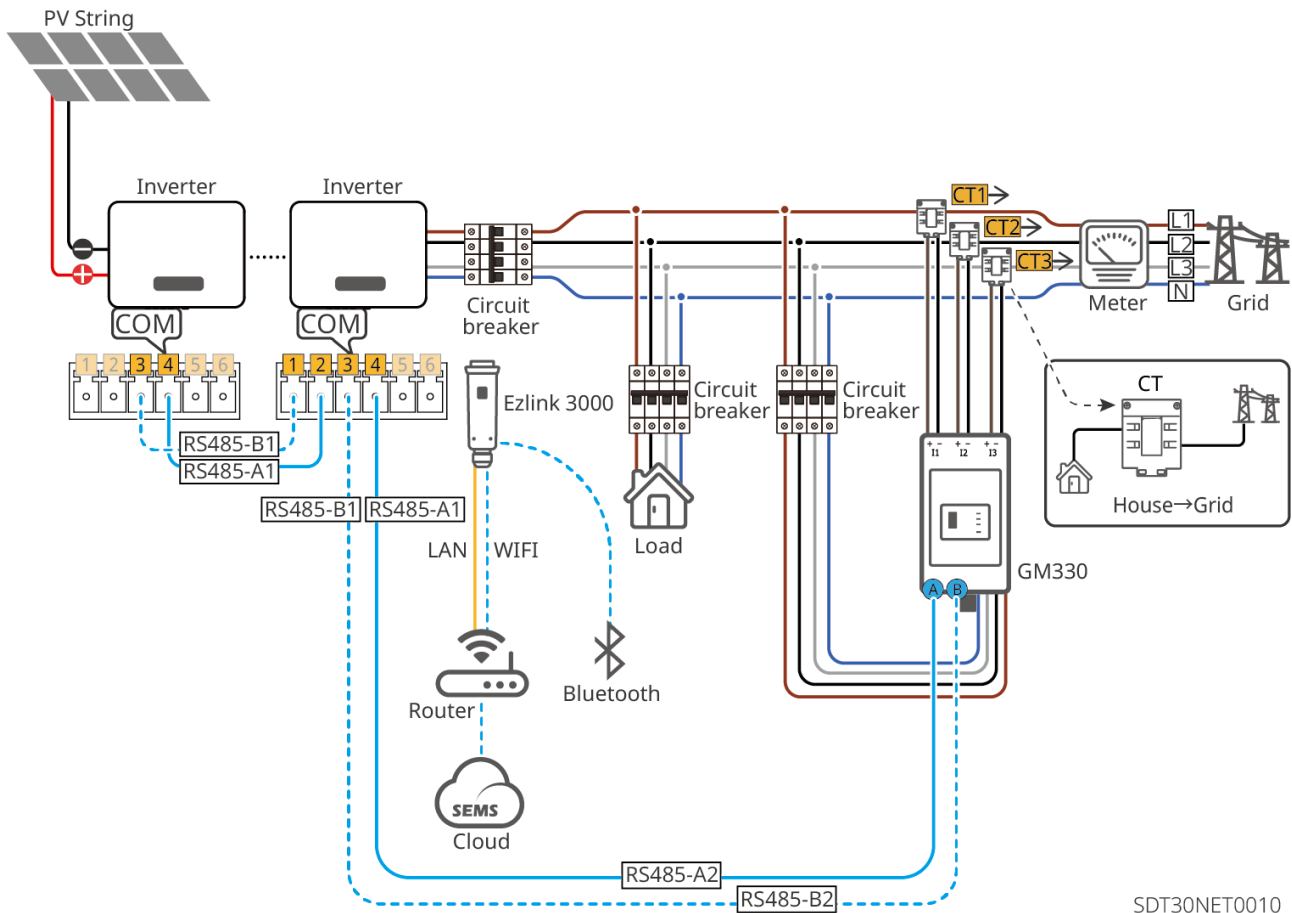 PV String
Inverter
Inverter
CT1
CT2
CT3
L1
L2
L3
N
Meter
Grid
Circuit
breaker
COM
COM
1 2 3 4 5 6
1 2 3 4 5 6
Ezlink 3000
Circuit
breaker
Circuit
breaker
CT
House→Grid
RS485-B1
RS485-A1
RS485-B1
RS485-A1
+ - + - + -
I1 I2 I3
LAN
WIFI
Load
GM330
A B
Router
Bluetooth
SEMS
Cloud
RS485-A2
RS485-B2
SDT30NET0010